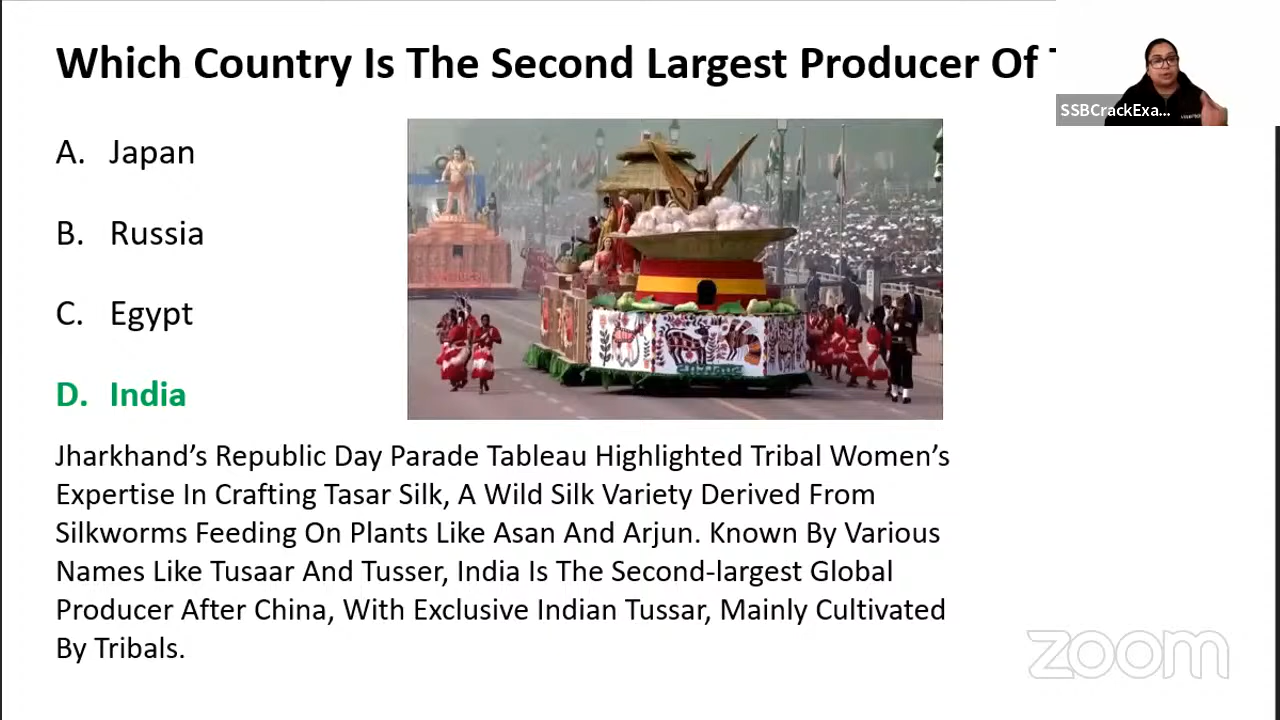 Which Country Is The Second Largest Producer Of
SSBCrackExa...
A. Japan
B. Russia
C. Egypt
D. India
झारखण्ड
Jharkhand's Republic Day Parade Tableau Highlighted Tribal Women's
Expertise In Crafting Tasar Silk, A Wild Silk Variety Derived From
Silkworms Feeding On Plants Like Asan And Arjun. Known By Various
Names Like Tusaar And Tusser, India Is The Second-largest Global
Producer After China, With Exclusive Indian Tussar, Mainly Cultivated
By Tribals.
zoom